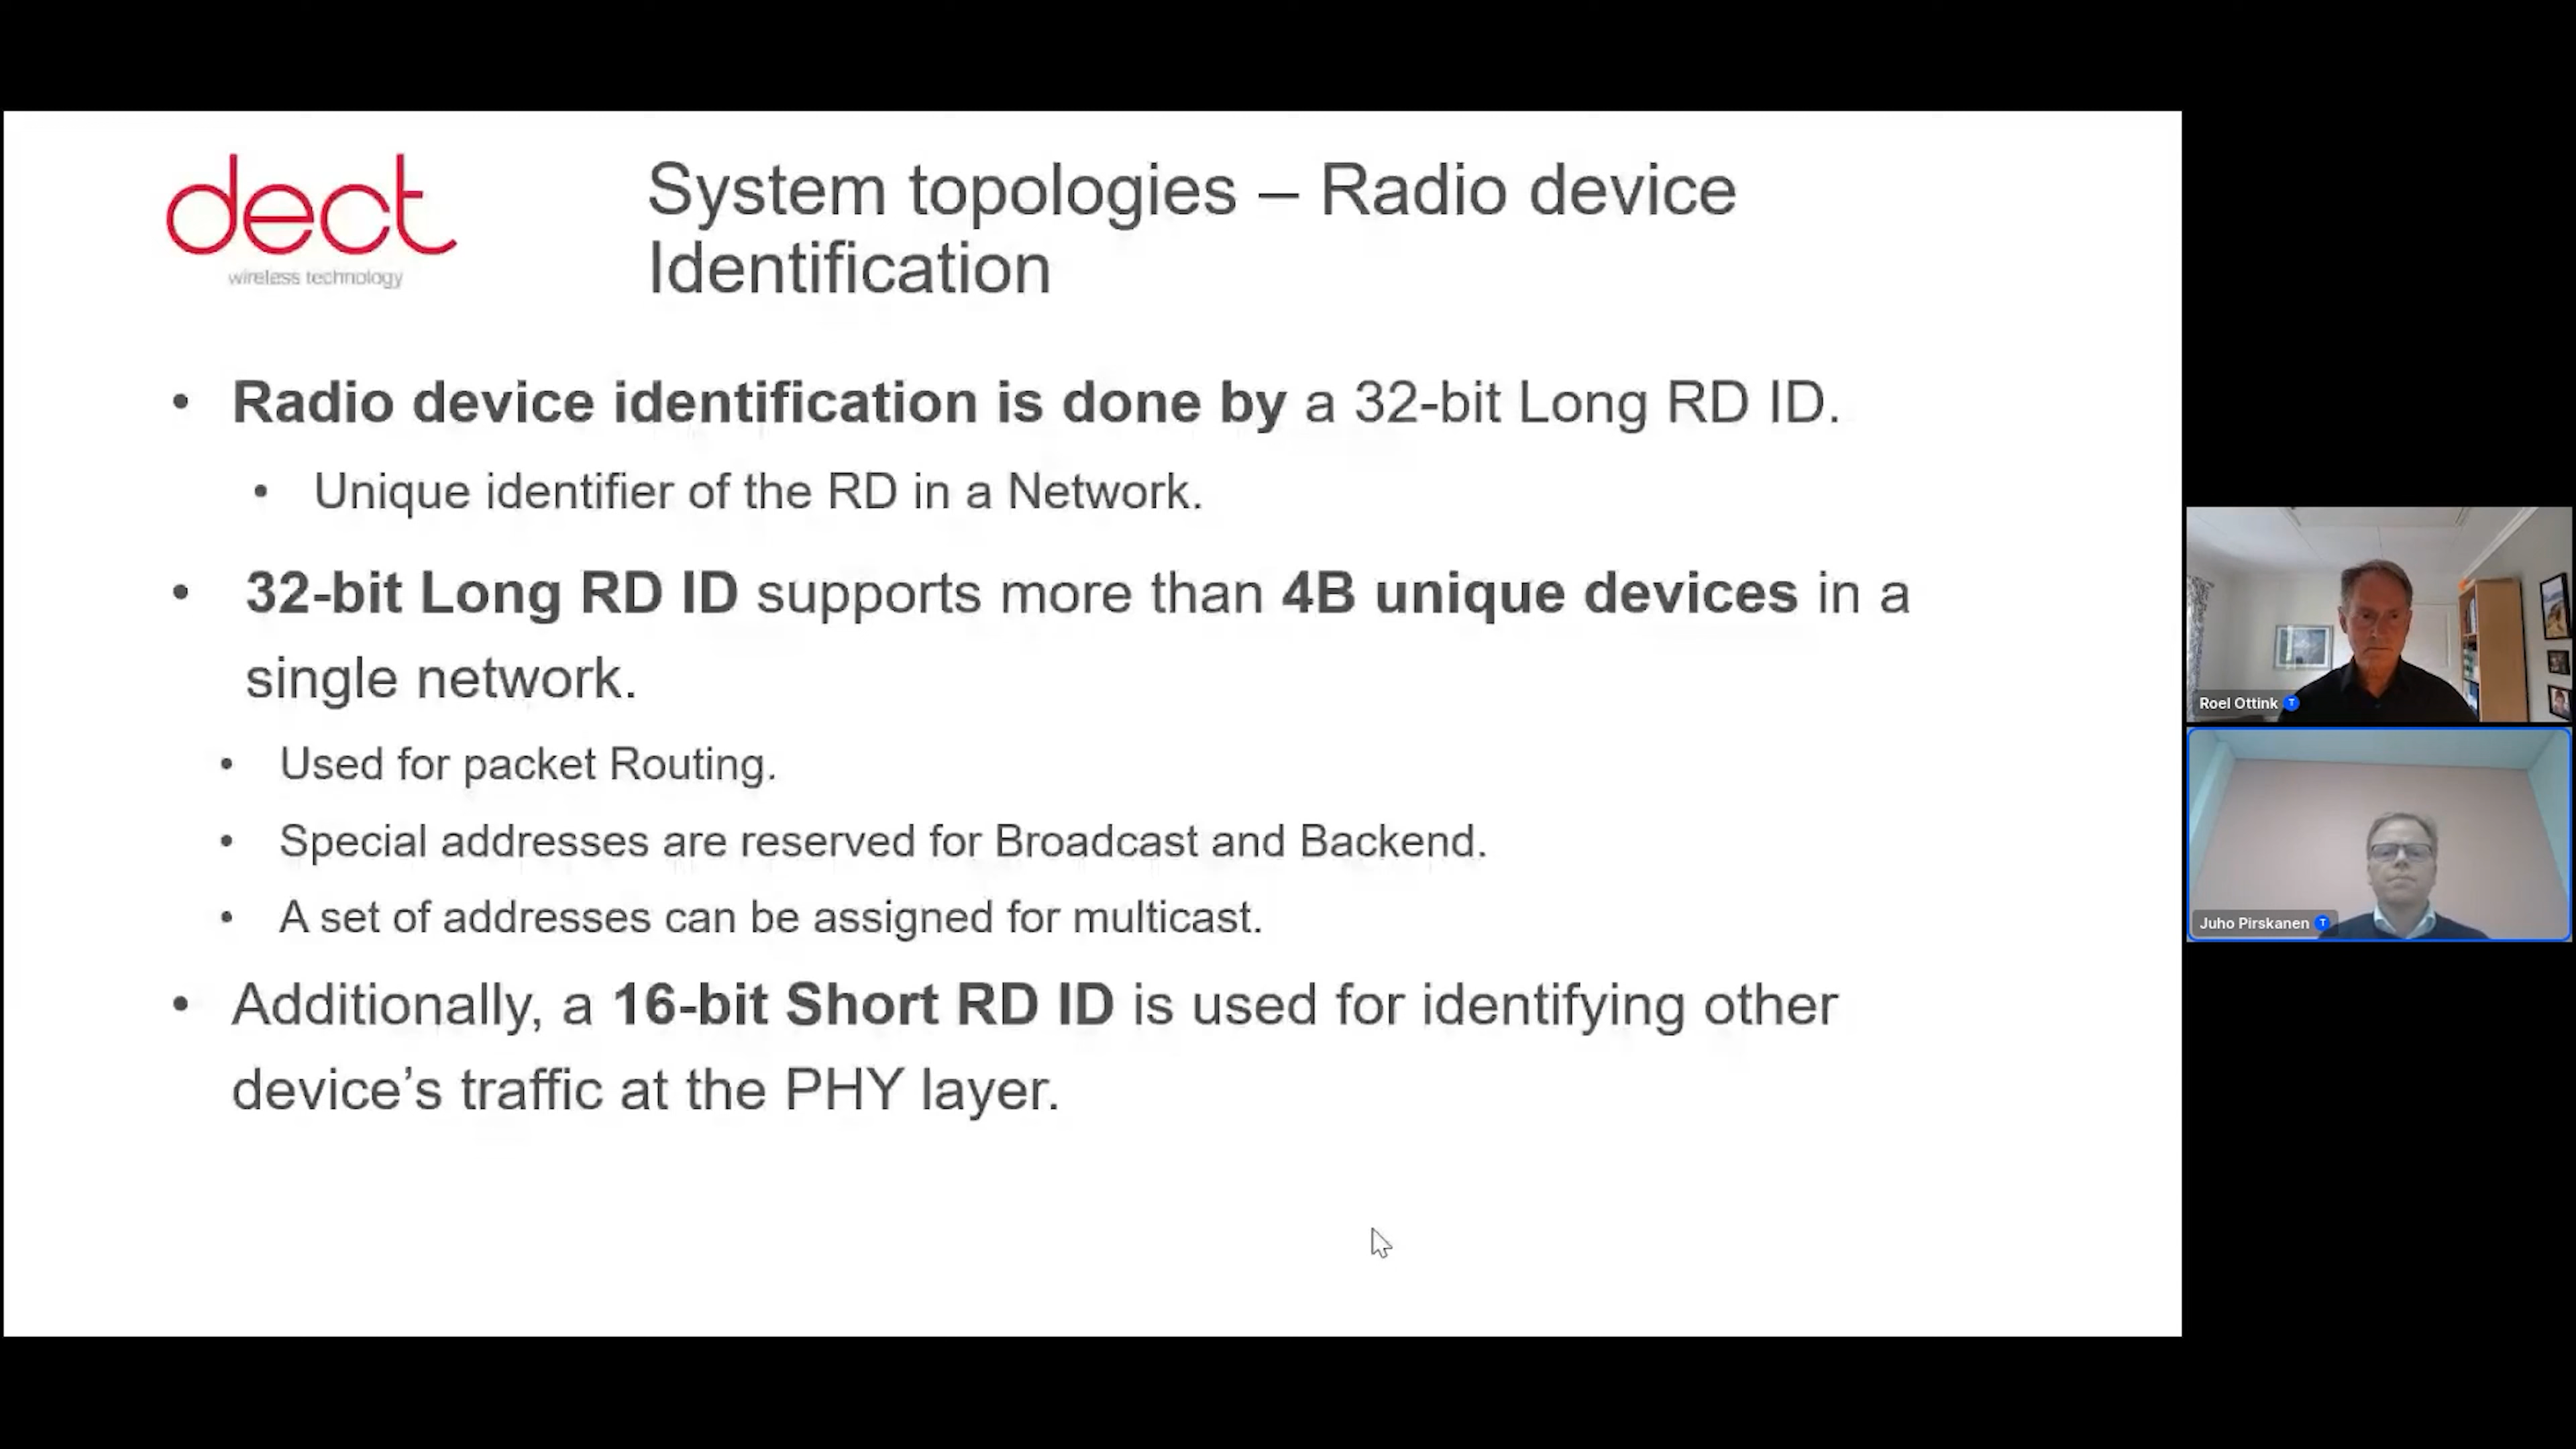 dect
wireless technology
System topologies – Radio device
Identification
• Radio device identification is done by a 32-bit Long RD ID.
• Unique identifier of the RD in a Network.
• 32-bit Long RD ID supports more than 4B unique devices in a
single network.
• Used for packet Routing.
• Special addresses are reserved for Broadcast and Backend.
• A set of addresses can be assigned for multicast.
• Additionally, a 16-bit Short RD ID is used for identifying other
device’s traffic at the PHY layer.
Roel Ottink T
Juho Pirskanen T